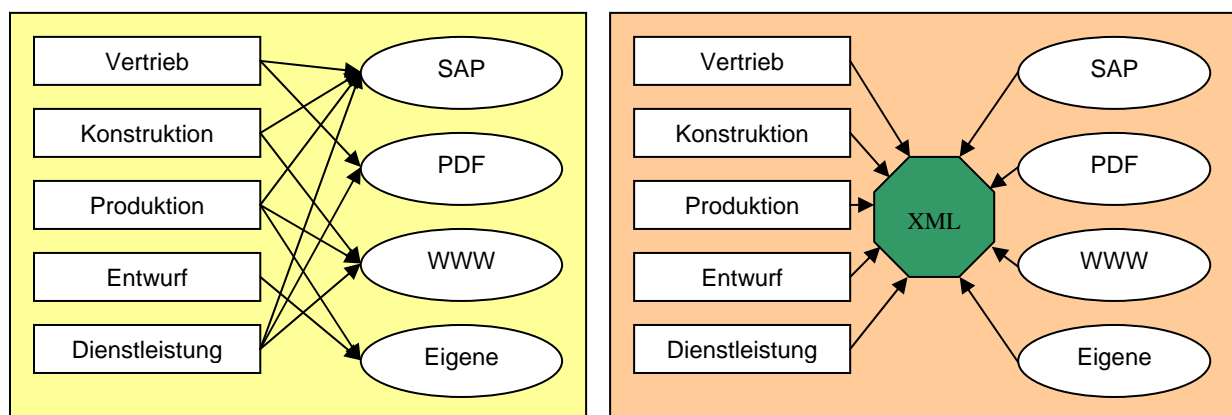 Vertrieb
Konstruktion
Produktion
Entwurf
Dienstleistung
SAP
PDF
WWW
Eigene
Vertrieb
Konstruktion
Produktion
Entwurf
Dienstleistung
XML
SAP
PDF
WWW
Eigene